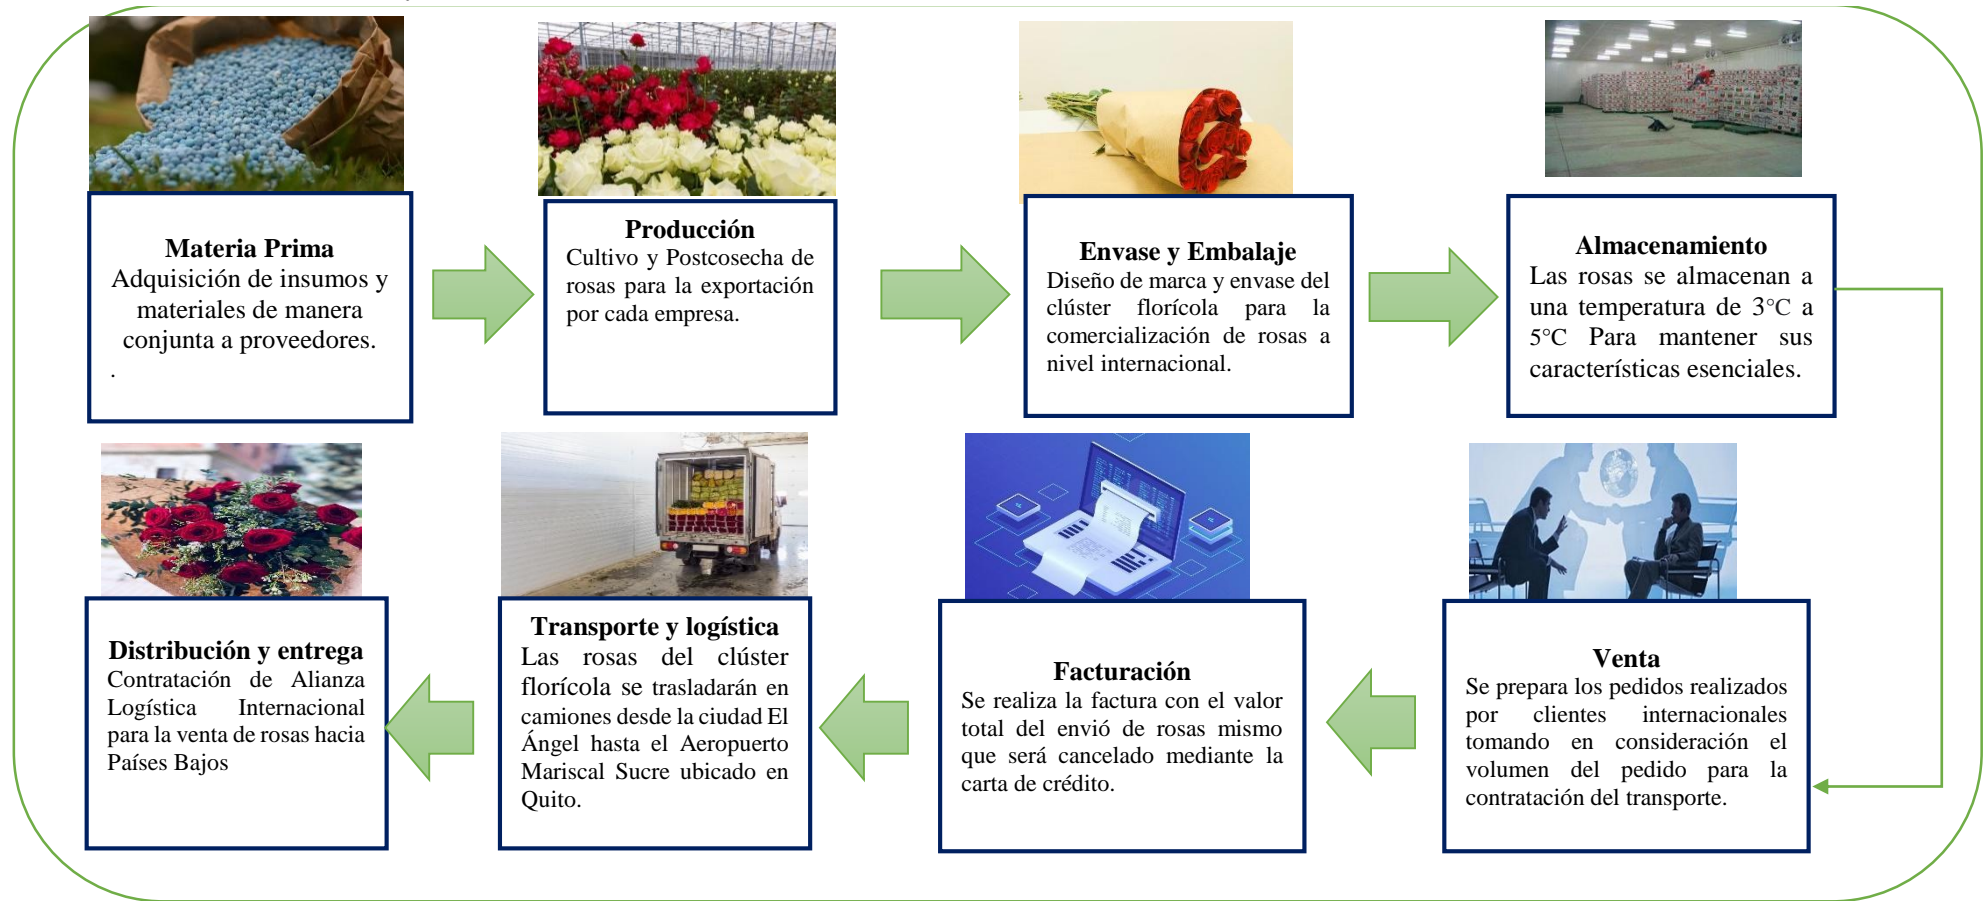 Materia Prima
Adquisición de insumos y
materiales de manera
conjunta a proveedores.
.
Producción
Cultivo y Postcosecha de
rosas para la exportación
por cada empresa.
Envase y Embalaje
Diseño de marca y envase del
clúster florícola para la
comercialización de rosas a
nivel internacional.
Almacenamiento
Las rosas se almacenan a
una temperatura de 3°C a
5°C Para mantener sus
características esenciales.
Venta
Se prepara los pedidos realizados
por clientes internacionales
tomando en consideración el
volumen del pedido para la
contratación del transporte.
Facturación
Se realiza la factura con el valor
total del envió de rosas mismo
que será cancelado mediante la
carta de crédito.
Transporte y logística
Las rosas del clúster
florícola se trasladarán en
camiones desde la ciudad El
Ángel hasta el Aeropuerto
Mariscal Sucre ubicado en
Quito.
Distribución y entrega
Contratación de Alianza
Logística Internacional
para la venta de rosas hacia
Países Bajos